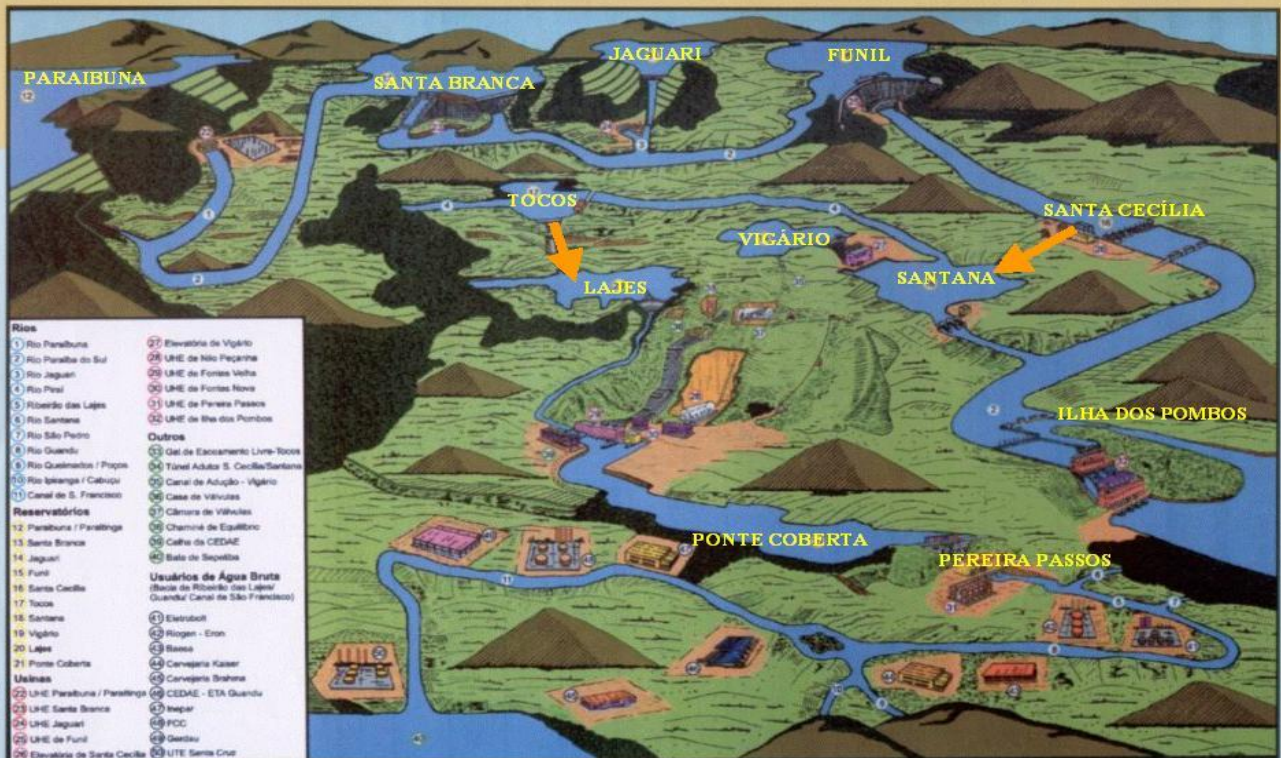 JAGUARI
FUNIL
PARAIBUNA
SANTA BRANCA
TOCOS
SANTA CECÍLIA
VIGÁRIO
LAJES
SANTANA
ILHA DOS POMBOS
PONTE COBERTA
PEREIRA PASSOS
Rios
1 Rio Paraibuna
2 Rio Paraíba do Sul
3 Rio Jaguari
4 Rio Piraí
5 Ribeirão das Lajes
6 Rio Santana
7 Rio São Pedro
8 Rio Guandu
9 Rio Queimados / Poços
10 Rio Ipiranga / Cabuçu
11 Canal de S. Francisco
Reservatórios
12 Paraibuna / Paraitinga
13 Santa Branca
14 Jaguari
15 Funil
16 Santa Cecília
17 Tocos
18 Santana
19 Vigário
20 Lajes
21 Ponte Coberta
Usinas
22 UHE Paraibuna / Paraitinga
23 UHE Santa Branca
24 UHE Jaguari
25 UHE de Funil
26 Elevatória de Santa Cecília
27 Elevatória de Vigário
28 UHE de Nilo Peçanha
29 UHE de Fontes Velha
30 UHE de Fontes Nova
31 UHE de Pereira Passos
32 UHE de Ilha dos Pombos
Outros
33 Gal de Escoamento Livre-Tocos
34 Túnel Adutor S. Cecília/Santana
35 Canal de Adução - Vigário
36 Casa de Válvulas
37 Câmara de Válvulas
38 Chaminé de Equilíbrio
39 Calha da CEDAE
40 Baía de Sepetiba
Usuários de Água Bruta
(Bacia de Ribeirão das Lajes/
Guandu/ Canal de São Francisco)
41 Eletrobolt
42 Riogen - Eron
43
44 Cervejaria Kaiser
45 Cervejaria Brahma
46 CEDAE - ETA Guandu
47 Inepar
48 FCC
49 Gerdau
50 UTE Santa Cruz